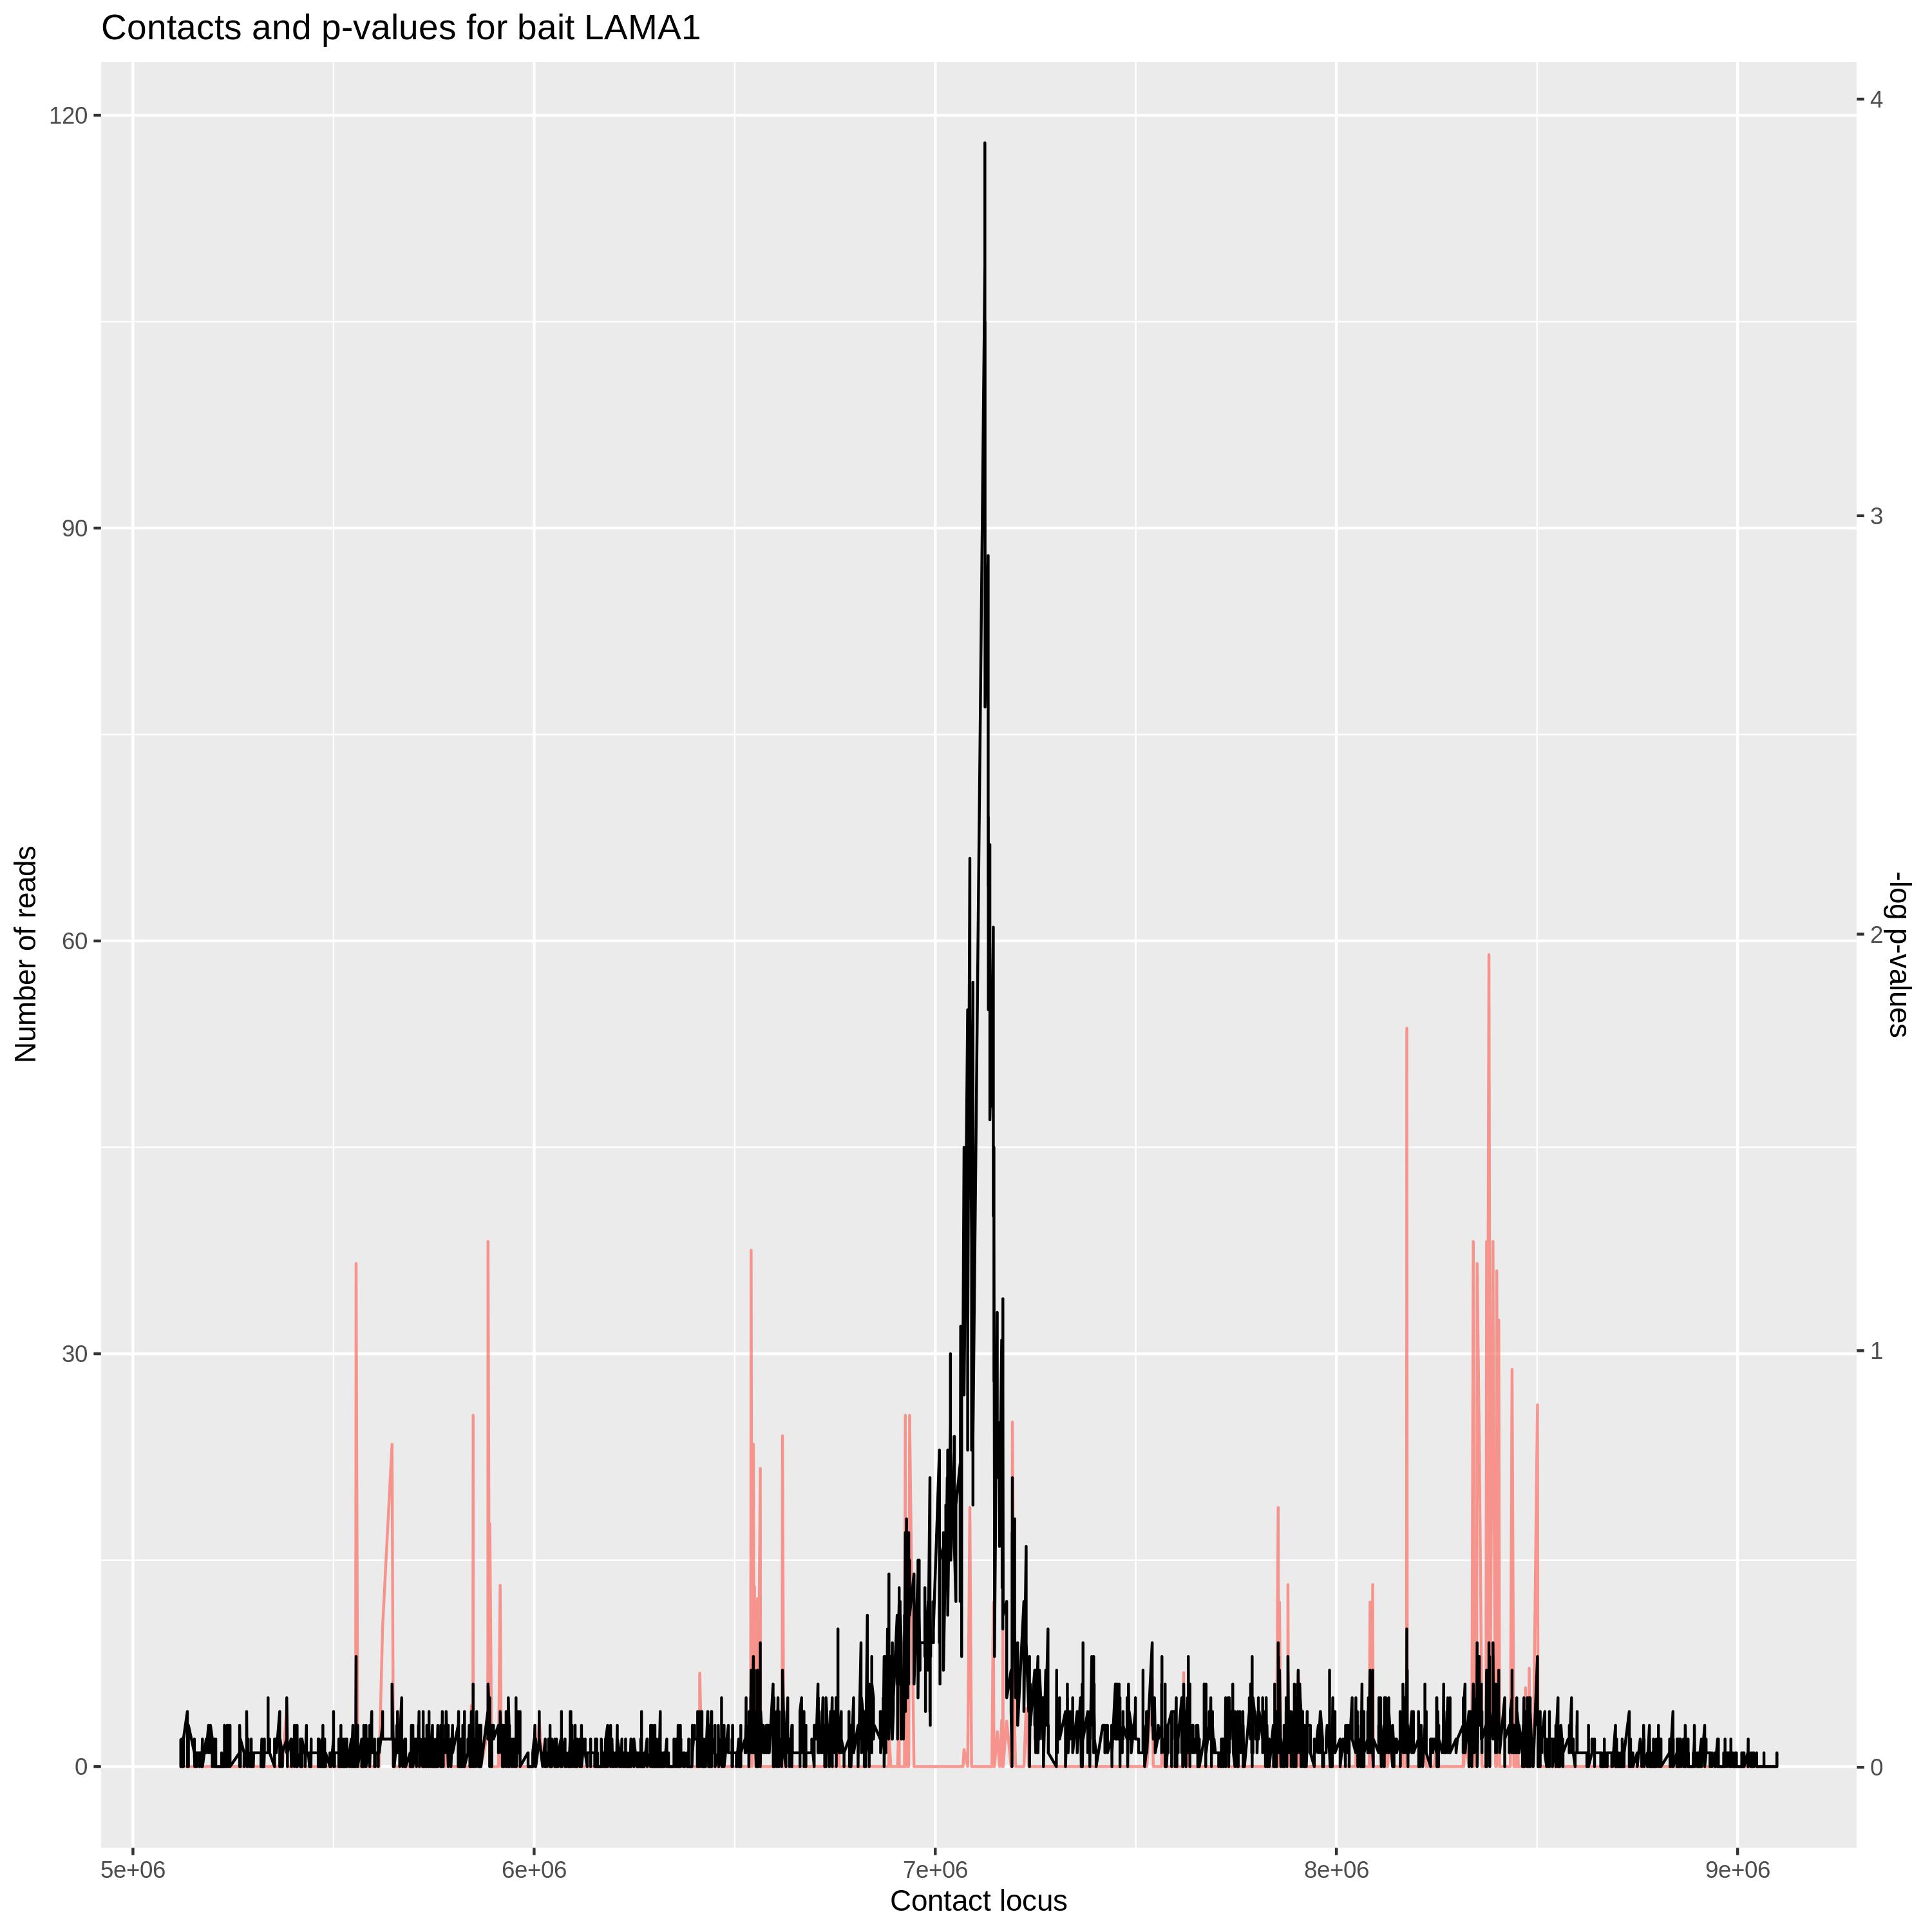 Contacts and p-values for bait LAMA1
120
90
60
30
0
4
3
2
1
0
Number of reads
-log p-values
5e+06
6e+06
7e+06
8e+06
9e+06
Contact locus